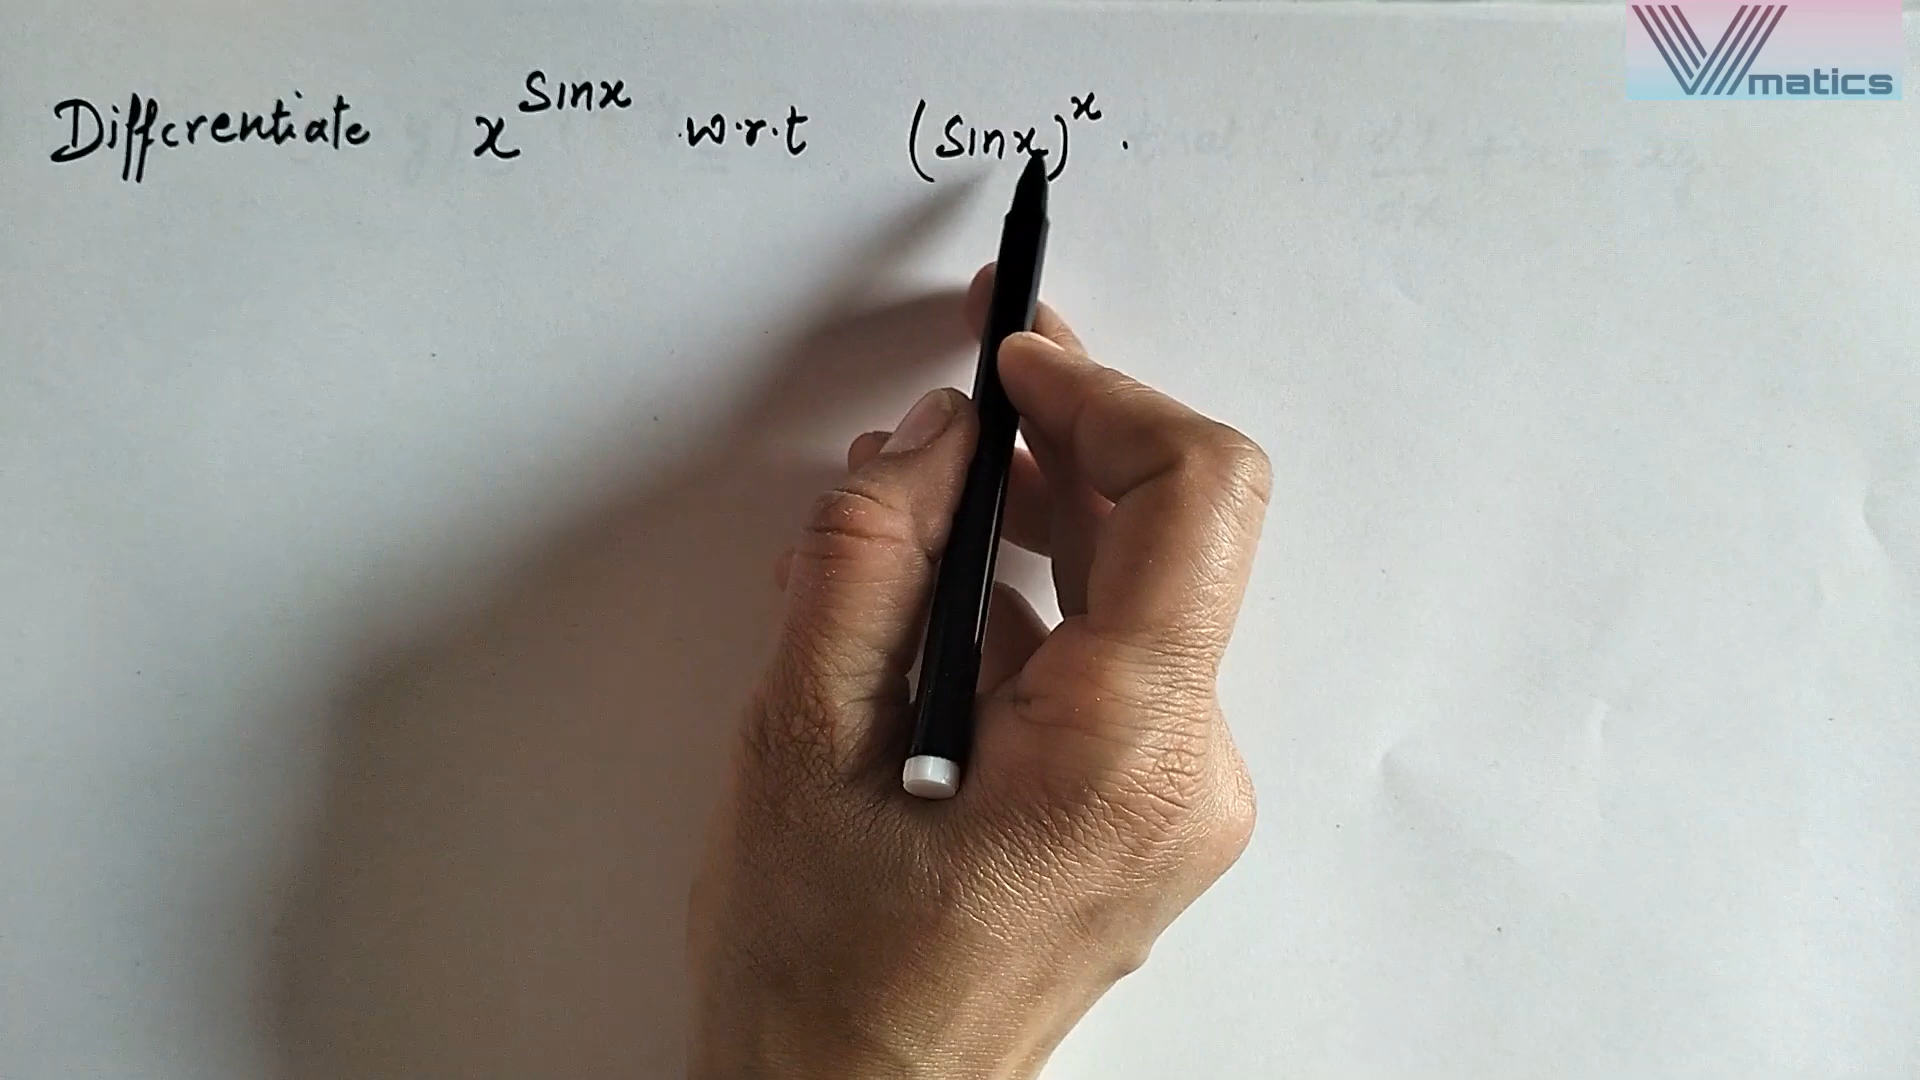 Differentiate x^Sinx w.r.t (Sinx)^x.
Vmatics